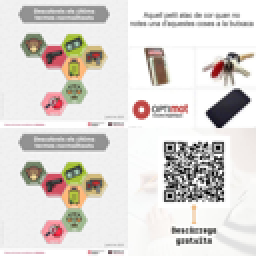 Descobreix els últims
termes normalitzats
Aquell petit atac de cor quan no
notes una d'aquestes coses a la butxaca
OPTIMOT
Descobreix els últims
termes normalitzats
Descàrrega
gratuïta